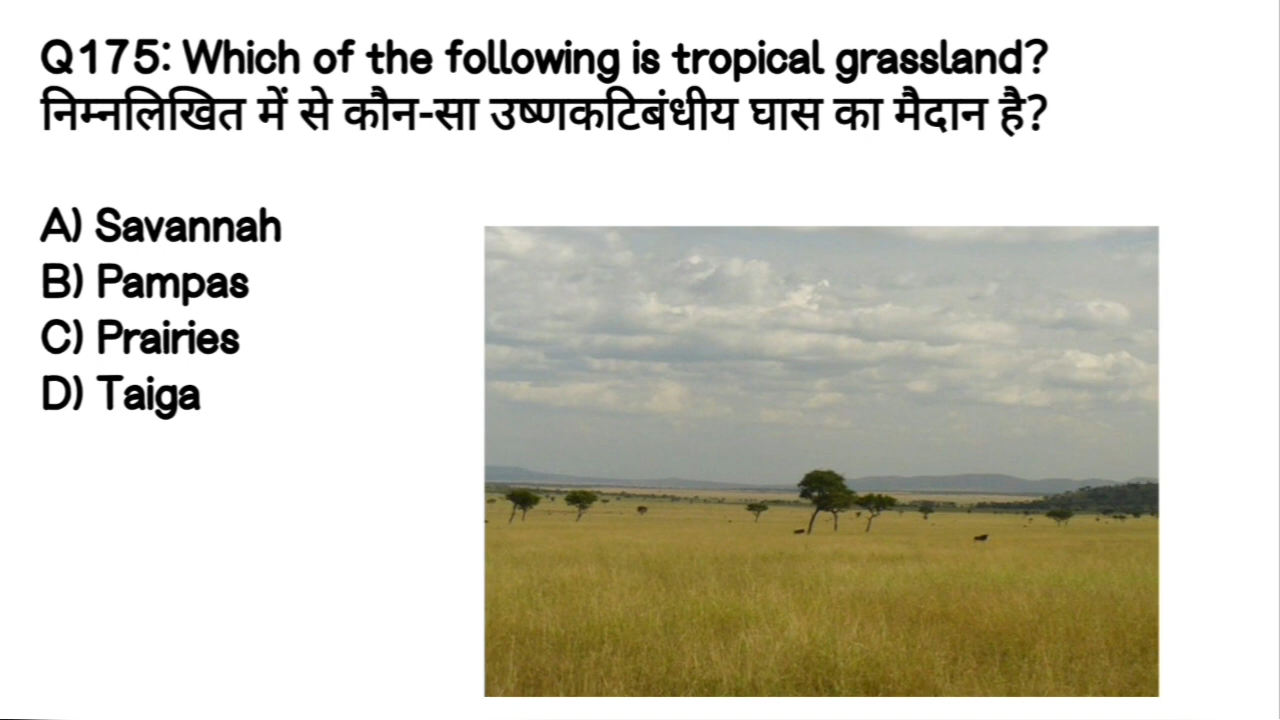 Q175: Which of the following is tropical grassland?
निम्नलिखित में से कौन-सा उष्णकटिबंधीय घास का मैदान है?
A) Savannah
B) Pampas
C) Prairies
D) Taiga